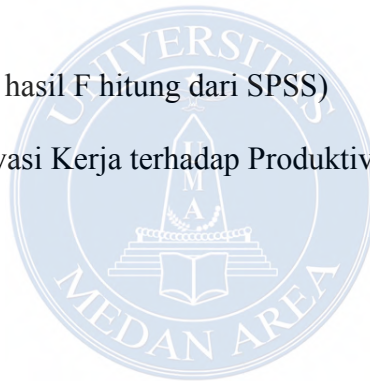 hasil F hitung dari SPSS)
vasi Kerja terhadap Produktiv
UNIVERSITAS
MEDAN AREA
U
M
A